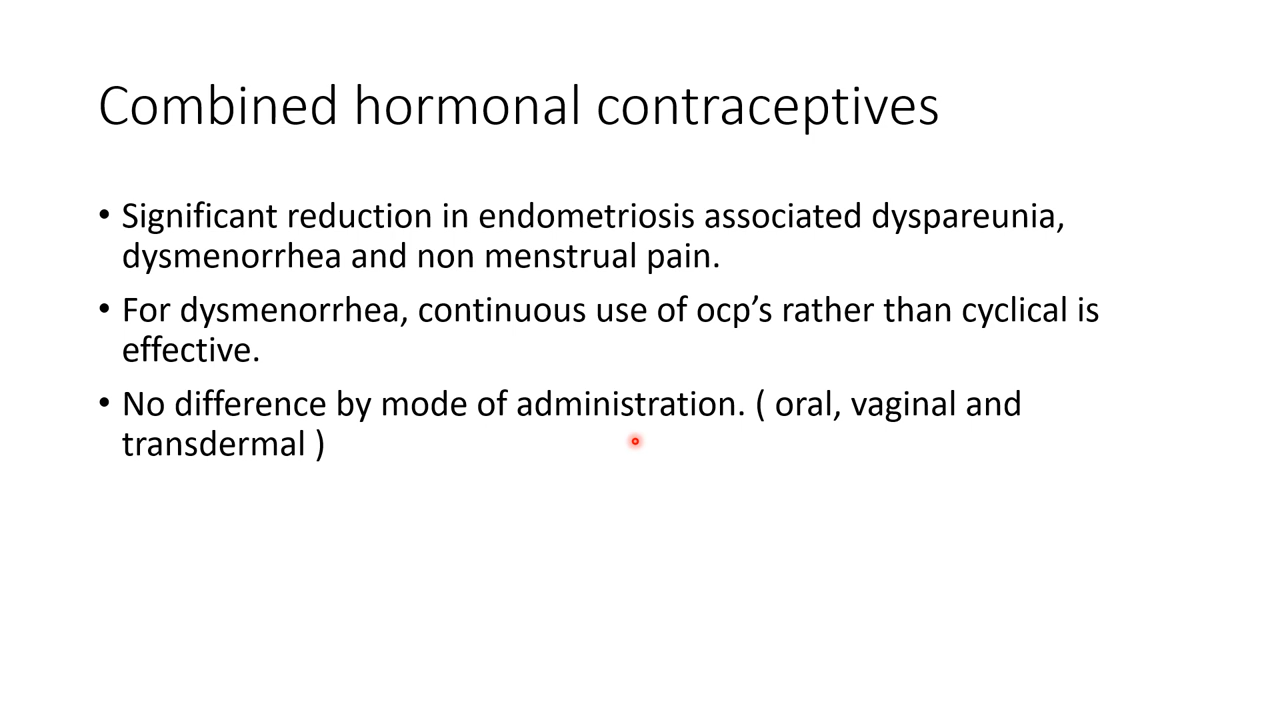 Combined hormonal contraceptives
• Significant reduction in endometriosis associated dyspareunia,
dysmenorrhea and non menstrual pain.
• For dysmenorrhea, continuous use of ocp’s rather than cyclical is
effective.
• No difference by mode of administration. ( oral, vaginal and
transdermal )